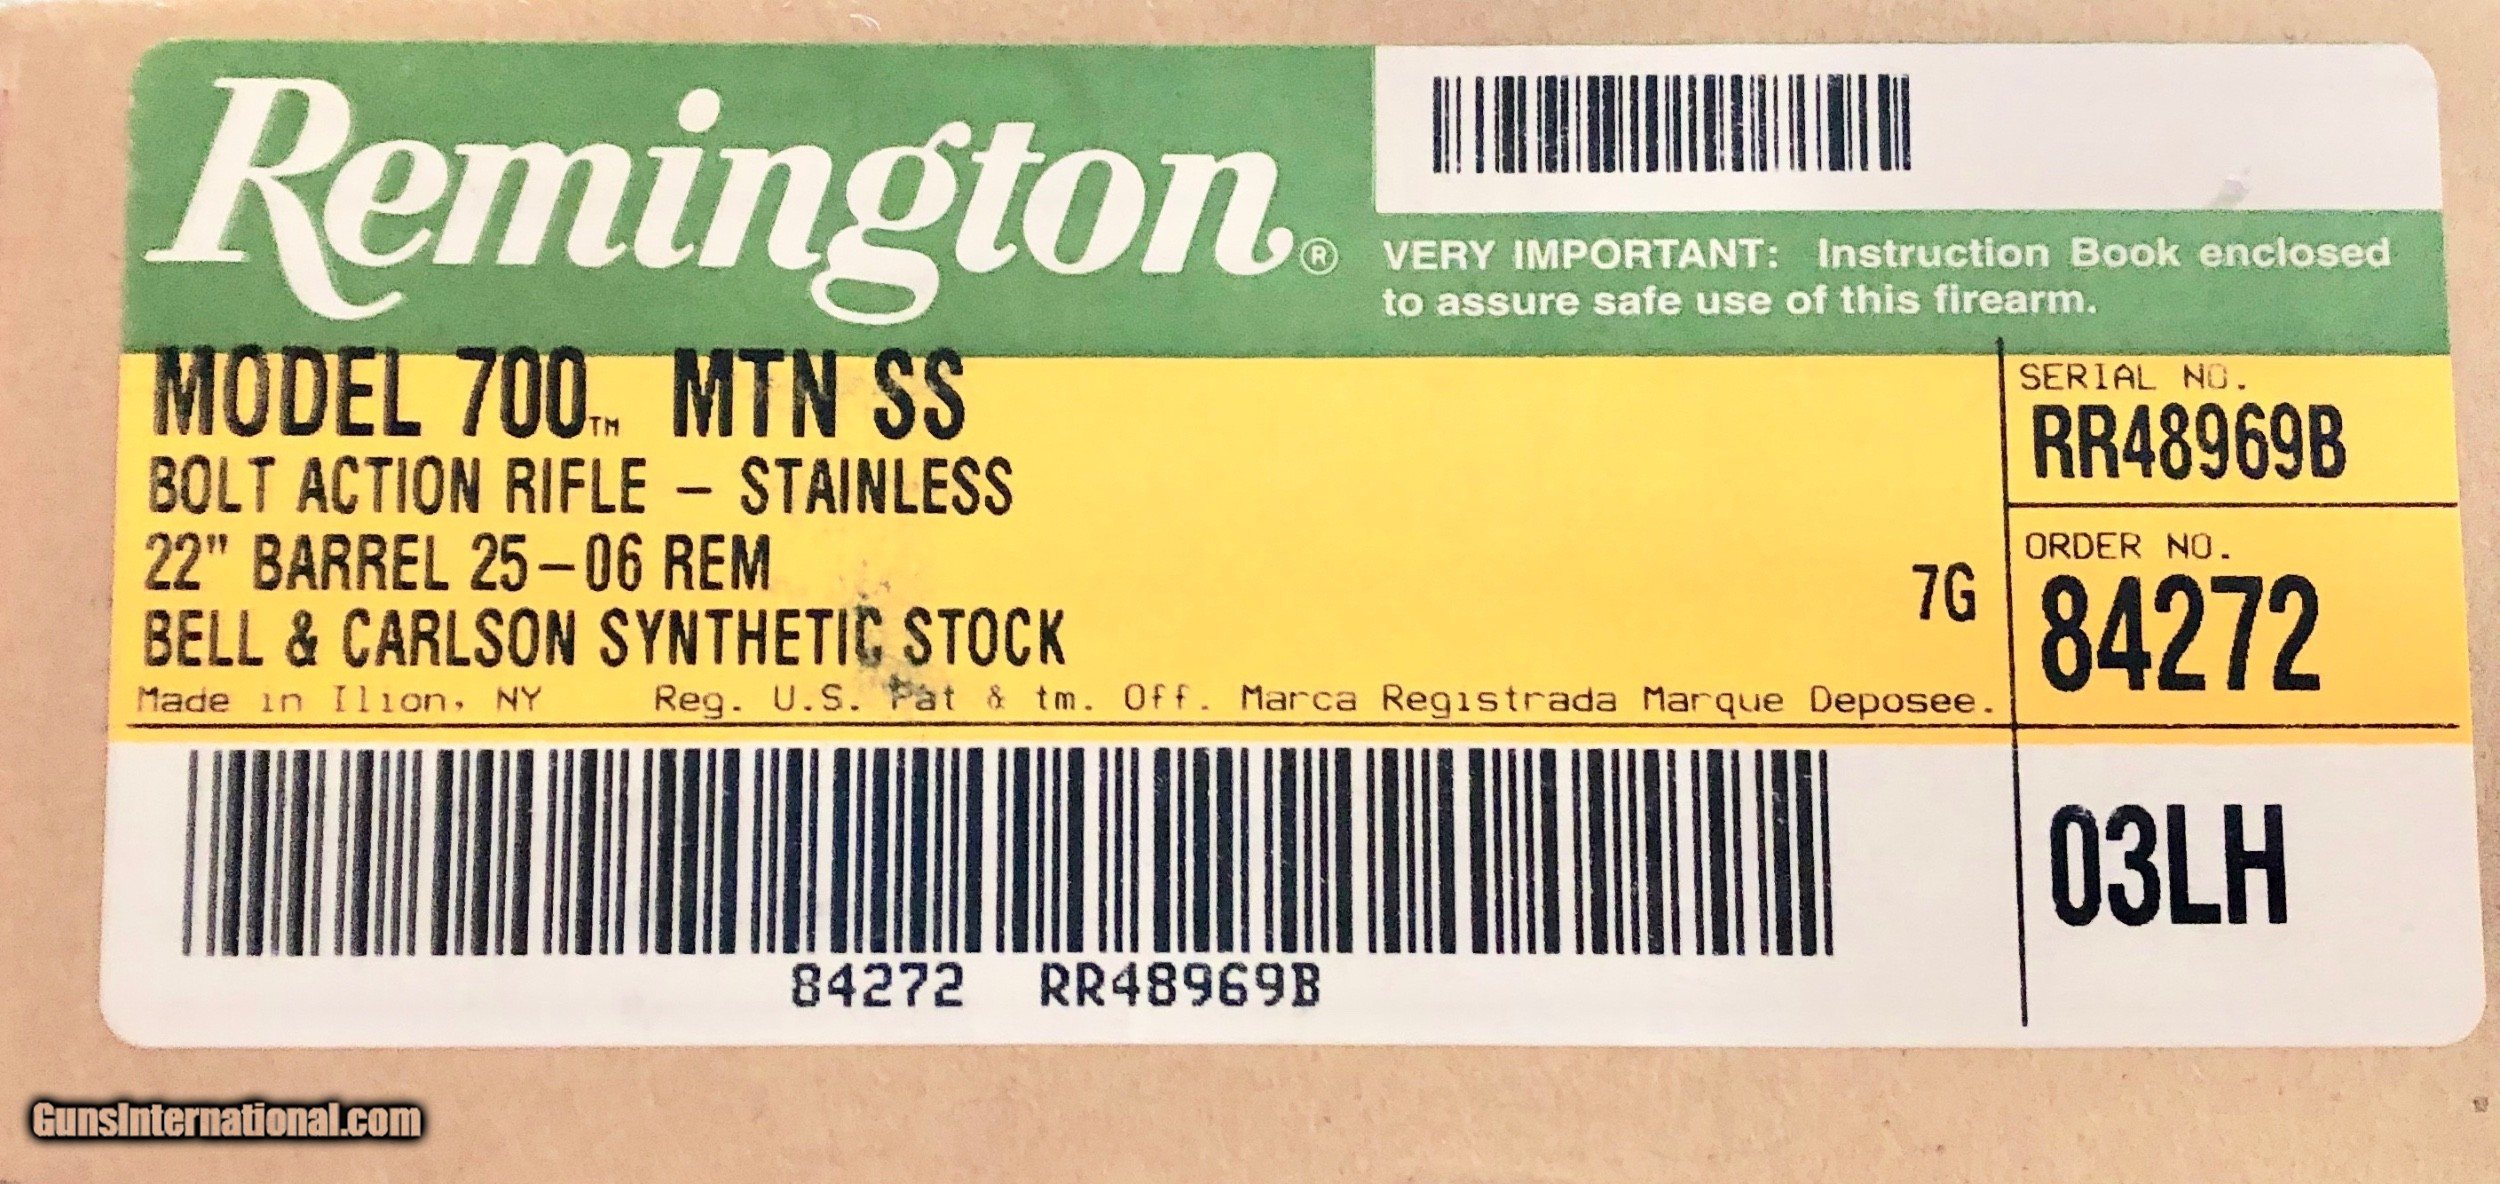 Remington®
VERY IMPORTANT: Instruction Book enclosed
to assure safe use of this firearm.
MODEL 700™ MTN SS
BOLT ACTION RIFLE – STAINLESS
22" BARREL 25–06 REM
BELL & CARLSON SYNTHETIC STOCK
7G
Made in Ilion, NY Reg. U.S. Pat & tm. Off. Marca Registrada Marque Deposee.
SERIAL NO.
RR48969B
ORDER NO.
84272
03LH
84272 RR48969B
GunsInternational.com